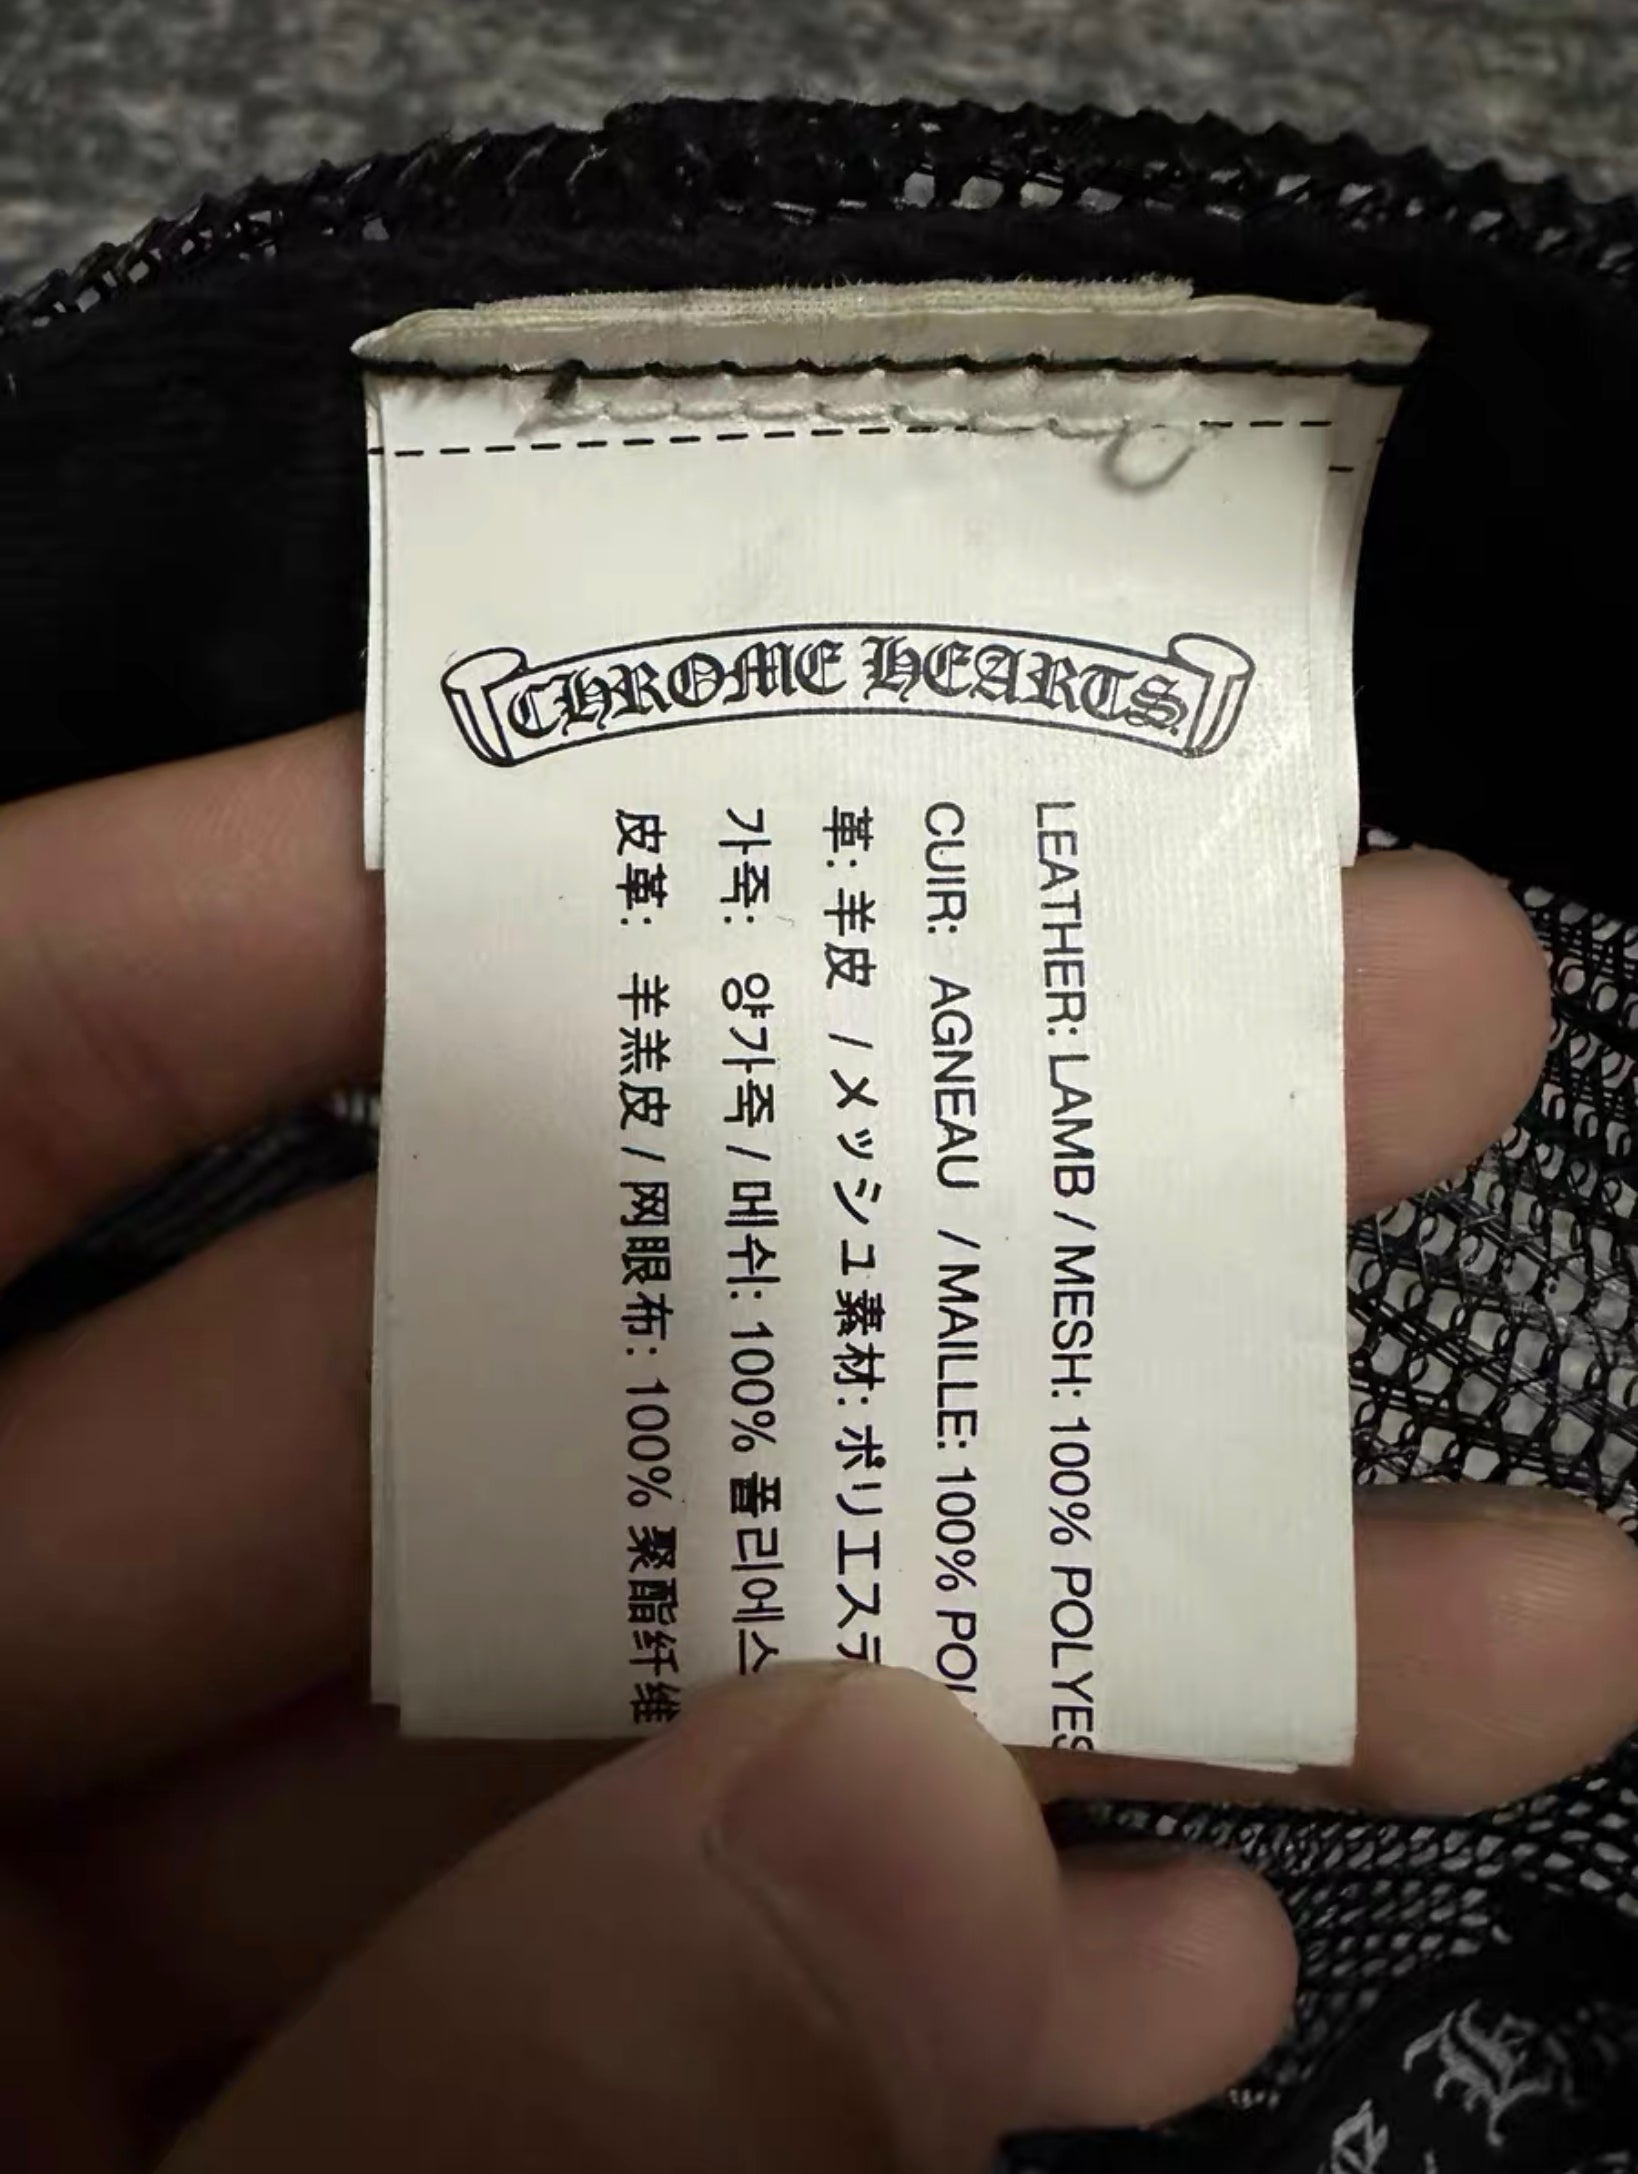 CHROME HEARTS
LEATHER: LAMB / MESH: 100% POLYES
CUIR: AGNEAU / MAILLE: 100% POL
革: 羊皮 / メッシュ素材: ポリエステ
가죽: 양가죽 / 메쉬: 100% 폴리에스
皮革: 羊羔皮 / 网眼布: 100% 聚酯纤维